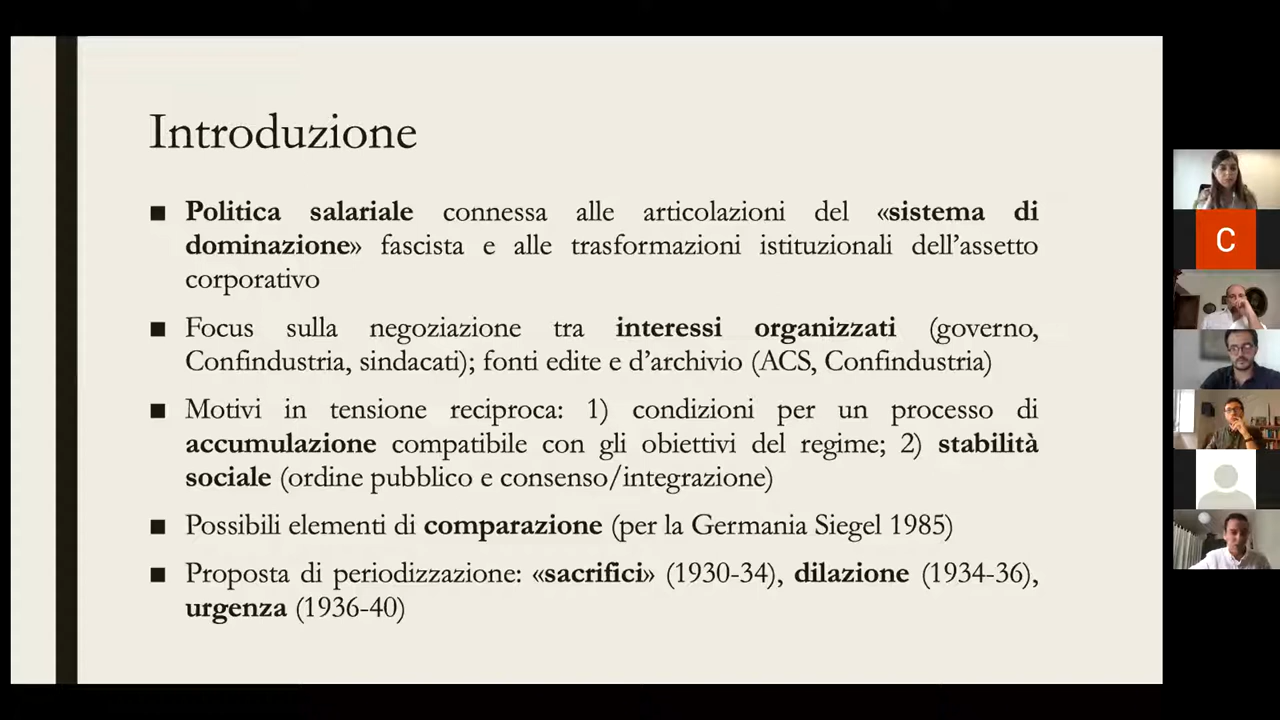 Introduzione
■ Politica salariale connessa alle articolazioni del «sistema di
dominazione» fascista e alle trasformazioni istituzionali dell’assetto
corporativo
■ Focus sulla negoziazione tra interessi organizzati (governo,
Confindustria, sindacati); fonti edite e d’archivio (ACS, Confindustria)
■ Motivi in tensione reciproca: 1) condizioni per un processo di
accumulazione compatibile con gli obiettivi del regime; 2) stabilità
sociale (ordine pubblico e consenso/integrazione)
■ Possibili elementi di comparazione (per la Germania Siegel 1985)
■ Proposta di periodizzazione: «sacrifici» (1930-34), dilazione (1934-36),
urgenza (1936-40)
C